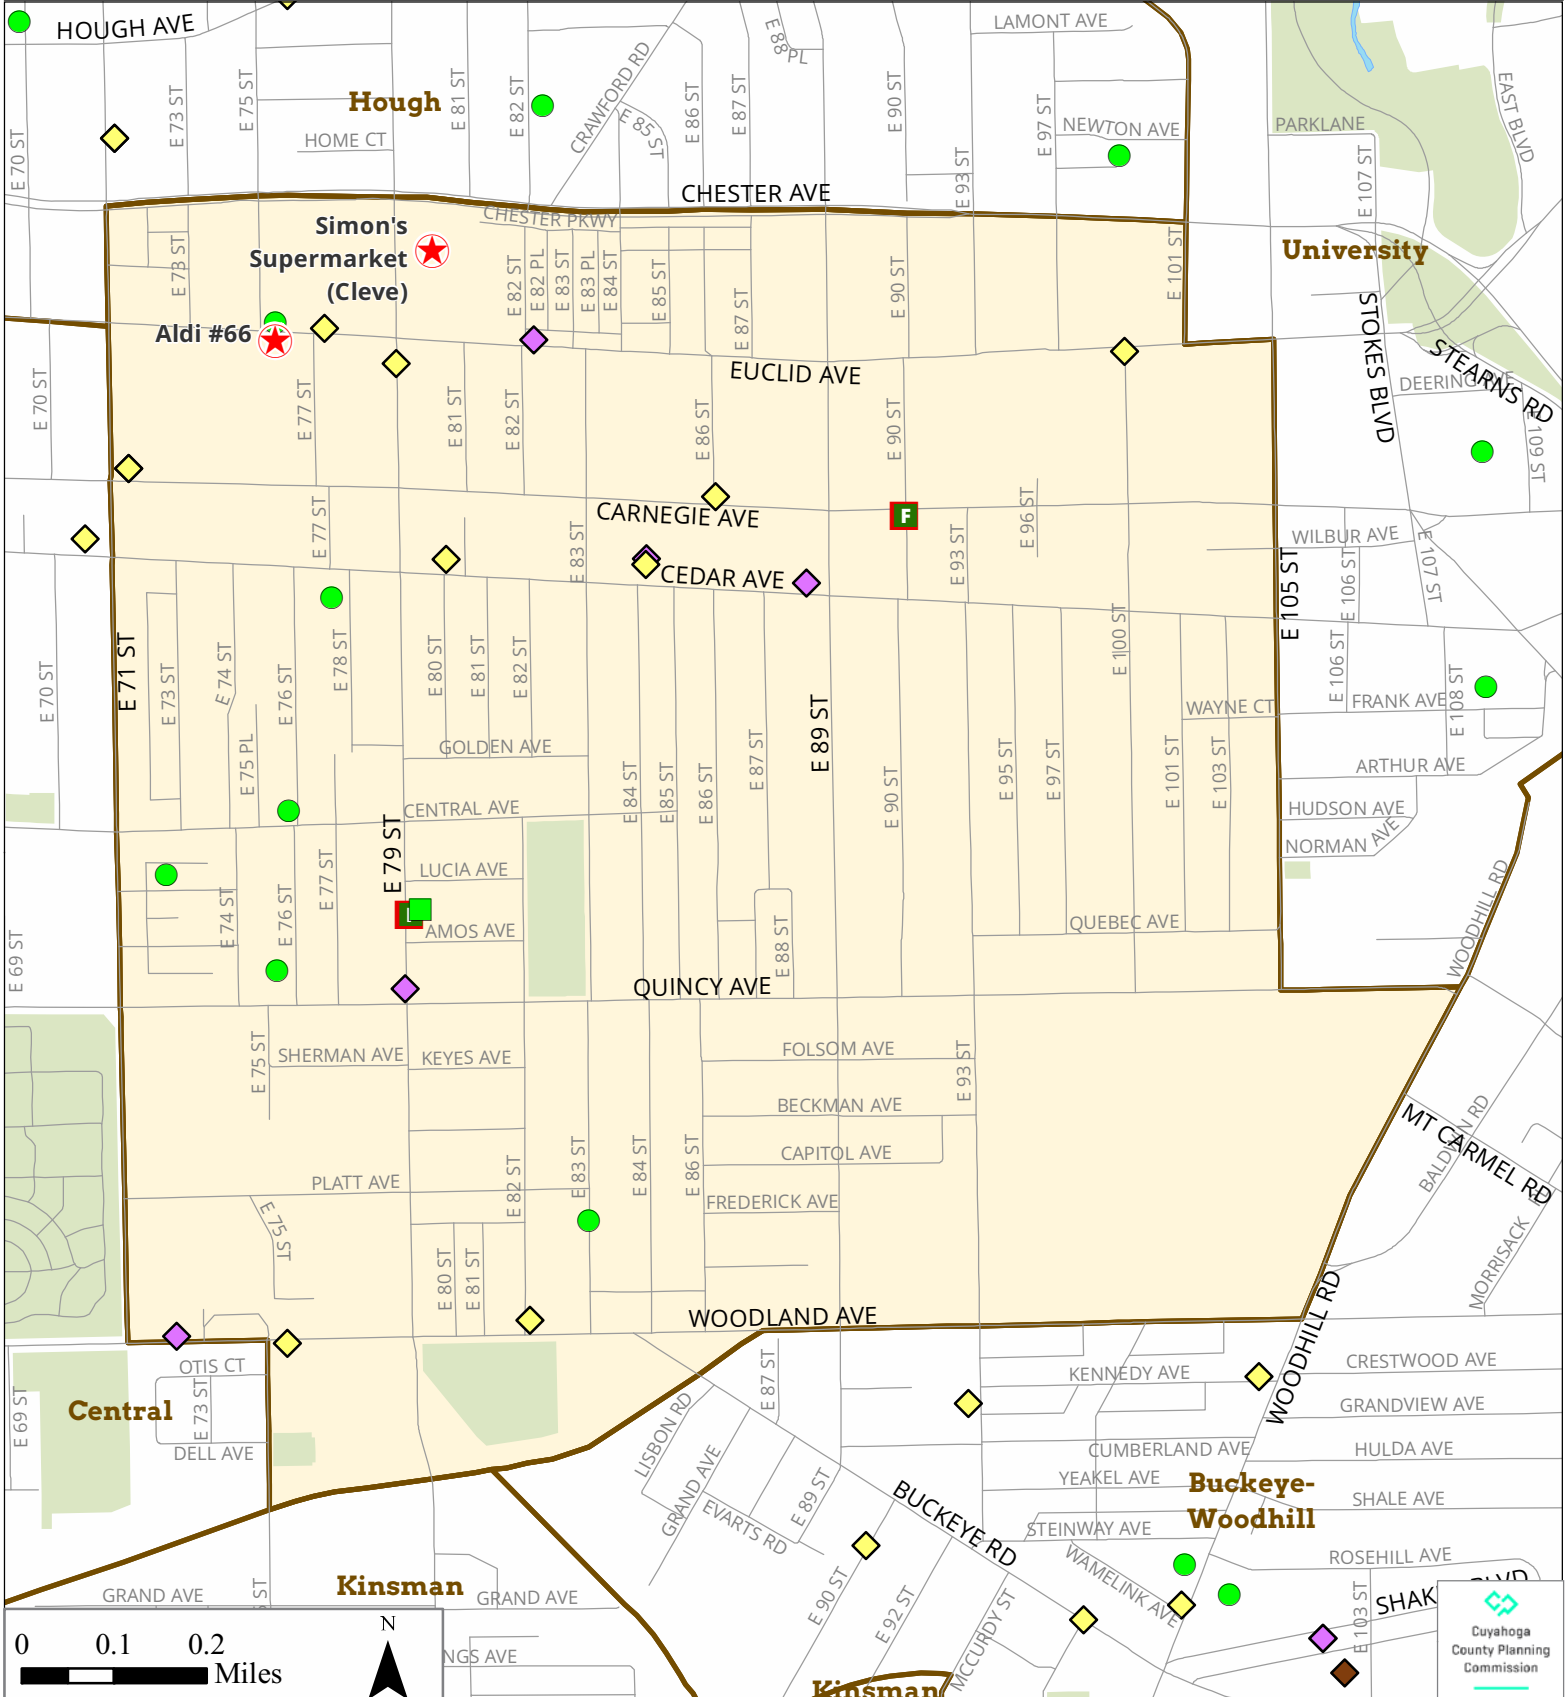 HOUGH AVE
LAMONT AVE
E 88 PL
Hough
E 73 ST
E 75 ST
E 81 ST
E 82 ST
CRAWFORD RD
E 85 ST
E 86 ST
E 87 ST
E 90 ST
E 97 ST
NEWTON AVE
PARKLANE
EAST BLVD
E 70 ST
HOME CT
E 93 ST
E 107 ST
CHESTER AVE
CHESTER PKWY
Simon's
Supermarket
(Cleve)
University
E 73 ST
E 82 ST
E 82 PL
E 83 ST
E 83 PL
E 84 ST
E 85 ST
E 87 ST
E 90 ST
E 101 ST
Aldi #66
STOKES BLVD
STEARNS RD
EUCLID AVE
DEERING AVE
E 70 ST
E 77 ST
E 81 ST
E 82 ST
E 86 ST
E 90 ST
E 109 ST
CARNEGIE AVE
F
E 77 ST
E 83 ST
E 93 ST
E 96 ST
WILBUR AVE
E 107 ST
CEDAR AVE
E 105 ST
E 106 ST
E 71 ST
E 70 ST
E 73 ST
E 74 ST
E 76 ST
E 78 ST
E 80 ST
E 81 ST
E 82 ST
E 100 ST
E 106 ST
E 108 ST
FRANK AVE
WAYNE CT
E 89 ST
GOLDEN AVE
E 75 PL
E 84 ST
E 85 ST
E 86 ST
E 87 ST
E 90 ST
E 95 ST
E 97 ST
E 101 ST
E 103 ST
ARTHUR AVE
CENTRAL AVE
HUDSON AVE
E 79 ST
NORMAN AVE
LUCIA AVE
E 77 ST
E 74 ST
E 76 ST
AMOS AVE
E 88 ST
QUEBEC AVE
WOODHILL RD
E 69 ST
QUINCY AVE
E 75 ST
SHERMAN AVE
KEYES AVE
FOLSOM AVE
E 93 ST
BECKMAN AVE
MT CARMEL RD
BALDWIN RD
CAPITOL AVE
E 82 ST
E 83 ST
E 84 ST
E 86 ST
PLATT AVE
FREDERICK AVE
E 75 ST
MORRISACK
E 80 ST
E 81 ST
WOODLAND AVE
WOODHILL RD
OTIS CT
E 73 ST
E 69 ST
Central
DELL AVE
E 87 ST
LISBON RD
GRAND AVE
E 89 ST
EVARTS RD
KENNEDY AVE
CRESTWOOD AVE
GRANDVIEW AVE
CUMBERLAND AVE
HULDA AVE
YEAKEL AVE
Buckeye-
Woodhill
SHALE AVE
BUCKEYE RD
STEINWAY AVE
WAMELINK AVE
ROSEHILL AVE
Kinsman
GRAND AVE
ST
GRAND AVE
E 90 ST
E 92 ST
MCCURDY ST
E 103 ST
NGS AVE
Kinsman
0 0.1 0.2
Miles
N
Cuyahoga
County Planning
Commission